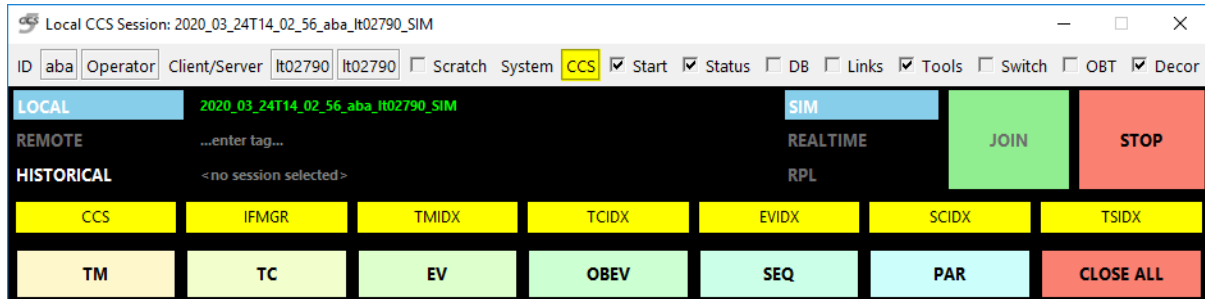 Local CCS Session: 2020_03_24T14_02_56_aba_lt02790_SIM
ID aba Operator Client/Server lt02790 lt02790 Scratch System CCS Start Status DB Links Tools Switch OBT Decor
LOCAL 2020_03_24T14_02_56_aba_lt02790_SIM SIM
REMOTE ...enter tag... REALTIME JOIN STOP
HISTORICAL <no session selected> RPL
CCS IFMGR TMIDX TCIDX EVIDX SCIDX TSIDX
TM TC EV OBEV SEQ PAR CLOSE ALL